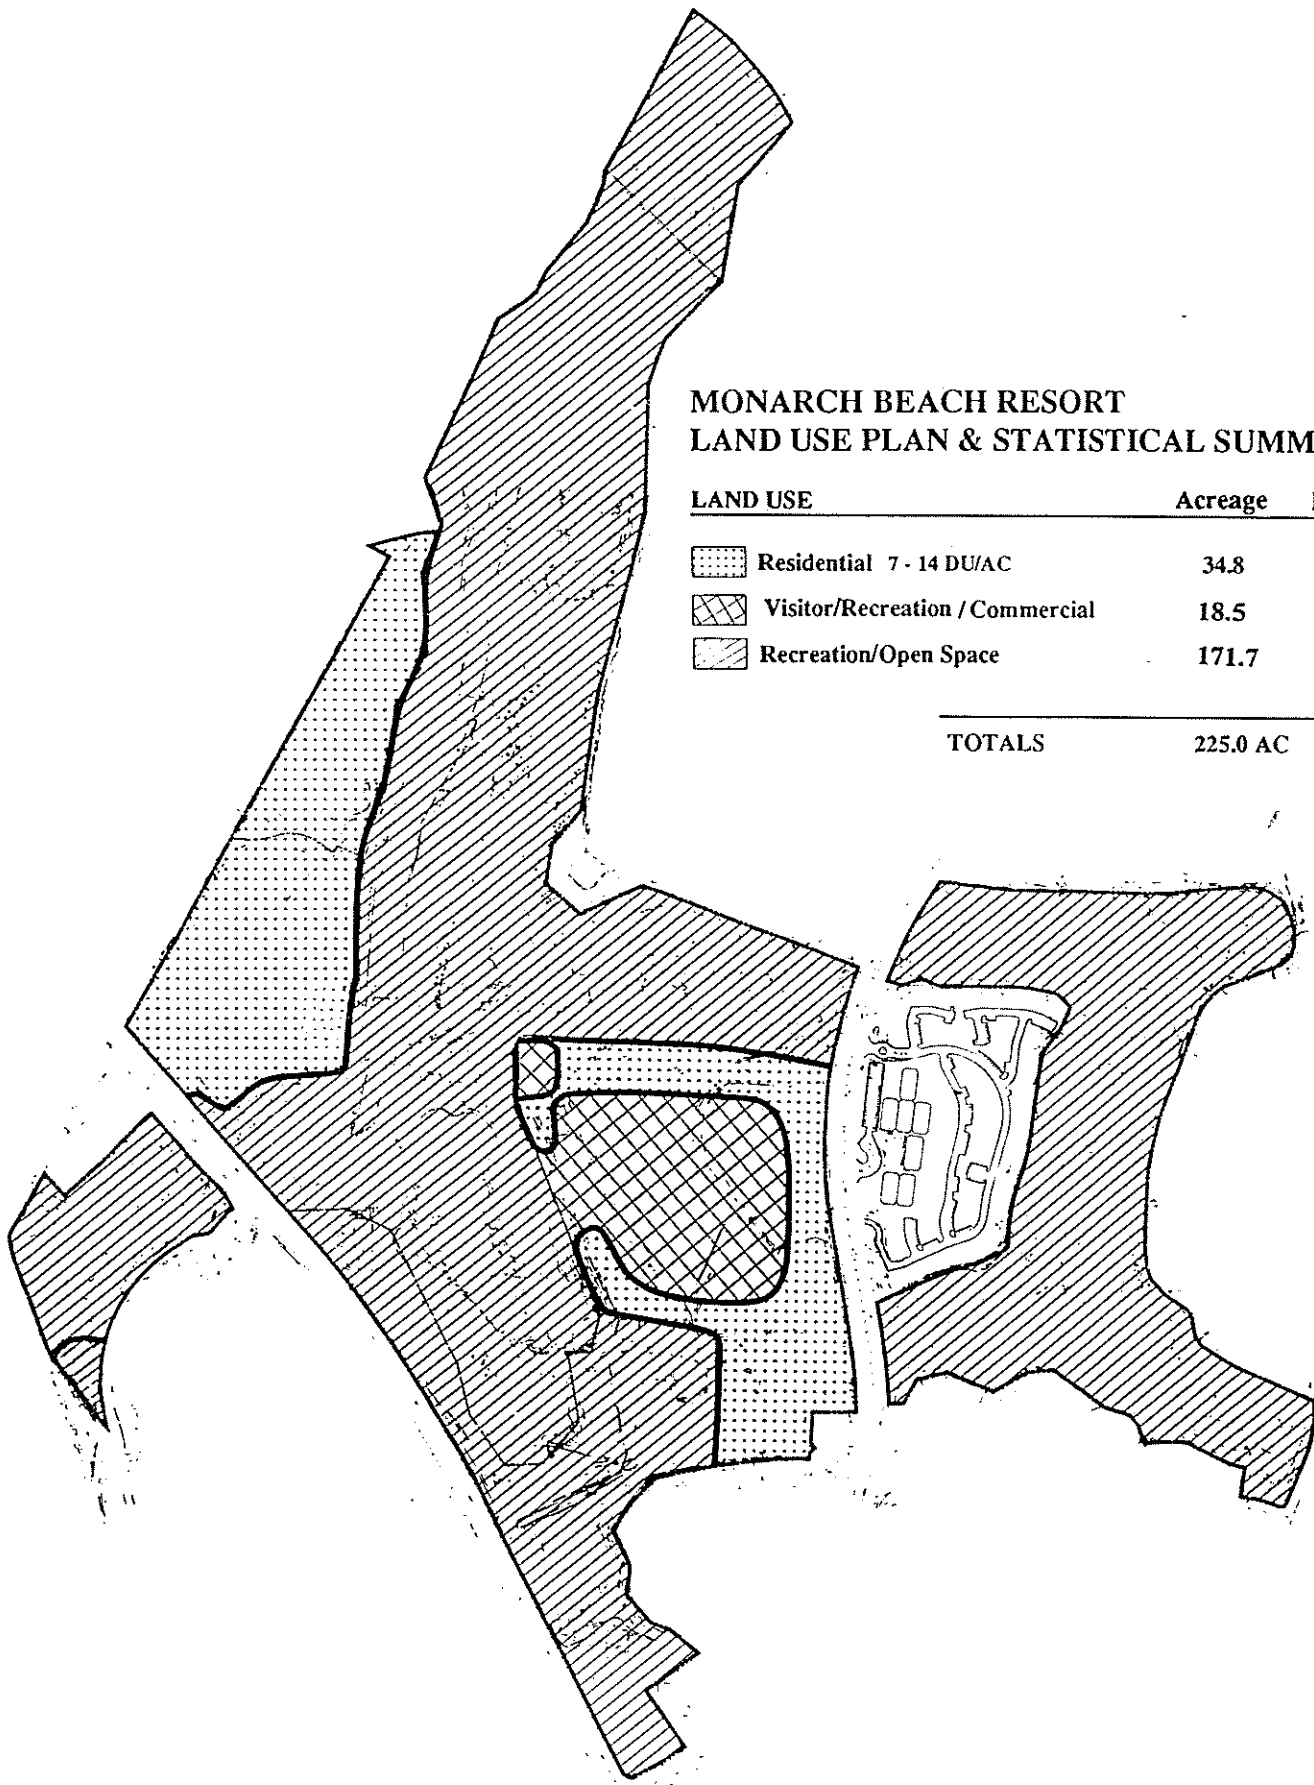 MONARCH BEACH RESORT
LAND USE PLAN & STATISTICAL SUMM
LAND USE Acreage
Residential 7 - 14 DU/AC 34.8
Visitor/Recreation / Commercial 18.5
Recreation/Open Space 171.7
TOTALS 225.0 AC